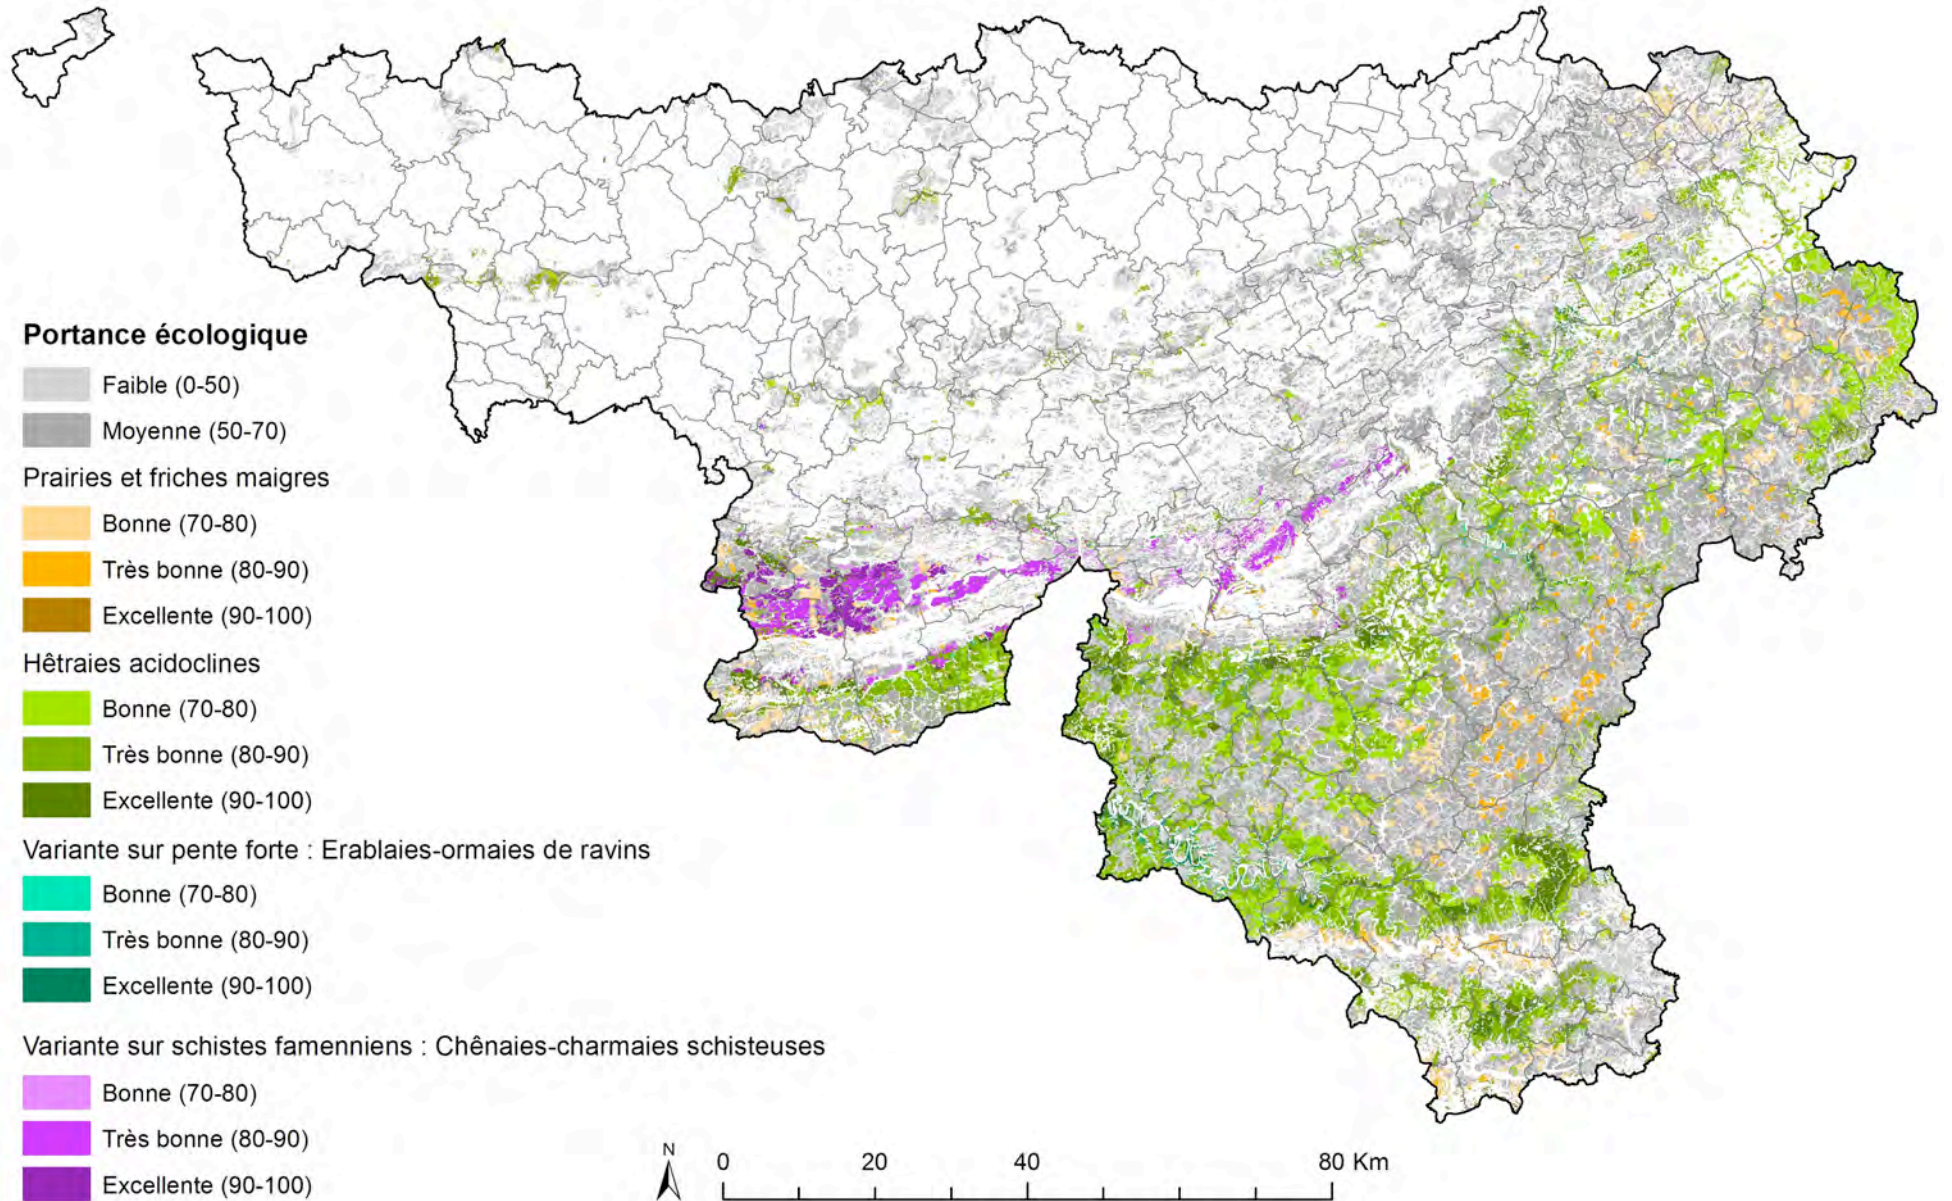 Portance écologique
Faible (0-50)
Moyenne (50-70)
Prairies et friches maigres
Bonne (70-80)
Très bonne (80-90)
Excellente (90-100)
Hêtraies acidoclines
Bonne (70-80)
Très bonne (80-90)
Excellente (90-100)
Variante sur pente forte : Erablaies-ormaies de ravins
Bonne (70-80)
Très bonne (80-90)
Excellente (90-100)
Variante sur schistes famenniens : Chênaies-charmaies schisteuses
Bonne (70-80)
Très bonne (80-90)
Excellente (90-100)
N
0 20 40 80 Km